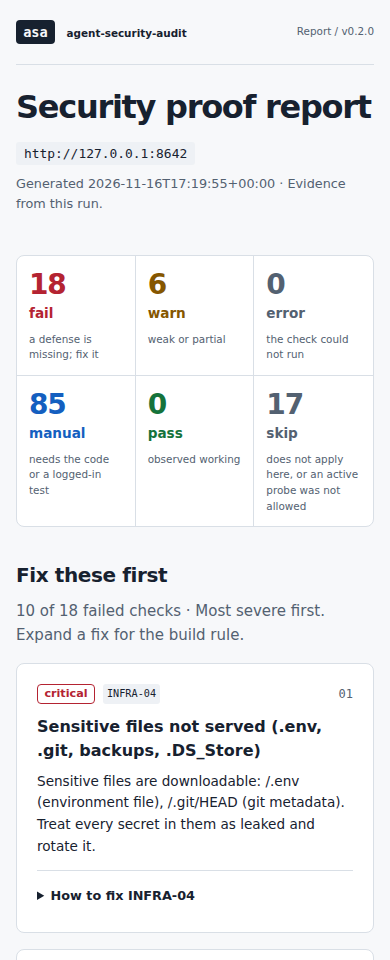 asa agent-security-audit Report / v0.2.0
Security proof report
http://127.0.0.1:8642
Generated 2026-11-16T17:19:55+00:00 · Evidence
from this run.
18
fail
a defense is
missing; fix it
6
warn
weak or partial
0
error
the check could
not run
85
manual
needs the code
or a logged-in
test
0
pass
observed working
17
skip
does not apply
here, or an active
probe was not
allowed
Fix these first
10 of 18 failed checks · Most severe first.
Expand a fix for the build rule.
critical INFRA-04 01
Sensitive files not served (.env,
.git, backups, .DS_Store)
Sensitive files are downloadable: /.env
(environment file), /.git/HEAD (git metadata).
Treat every secret in them as leaked and
rotate it.
How to fix INFRA-04